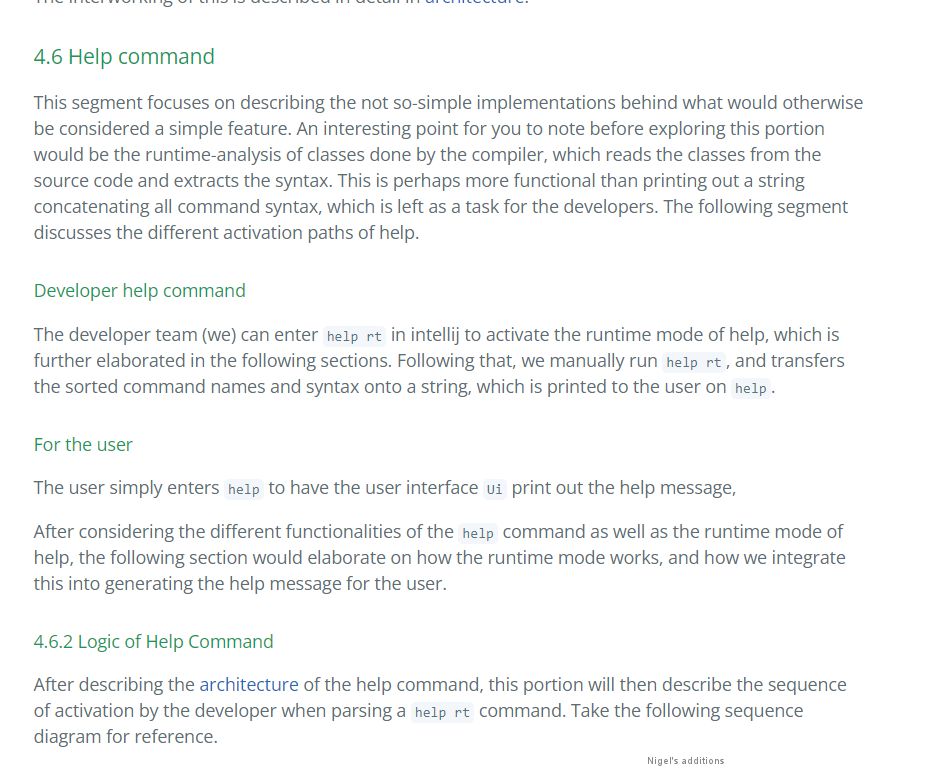 The interworking of this is described in detail in architecture.
4.6 Help command
This segment focuses on describing the not so-simple implementations behind what would otherwise
be considered a simple feature. An interesting point for you to note before exploring this portion
would be the runtime-analysis of classes done by the compiler, which reads the classes from the
source code and extracts the syntax. This is perhaps more functional than printing out a string
concatenating all command syntax, which is left as a task for the developers. The following segment
discusses the different activation paths of help.
Developer help command
The developer team (we) can enter help rt in intellij to activate the runtime mode of help, which is
further elaborated in the following sections. Following that, we manually run help rt, and transfers
the sorted command names and syntax onto a string, which is printed to the user on help.
For the user
The user simply enters help to have the user interface Ui print out the help message,
After considering the different functionalities of the help command as well as the runtime mode of
help, the following section would elaborate on how the runtime mode works, and how we integrate
this into generating the help message for the user.
4.6.2 Logic of Help Command
After describing the architecture of the help command, this portion will then describe the sequence
of activation by the developer when parsing a help rt command. Take the following sequence
diagram for reference.
Nigel's additions